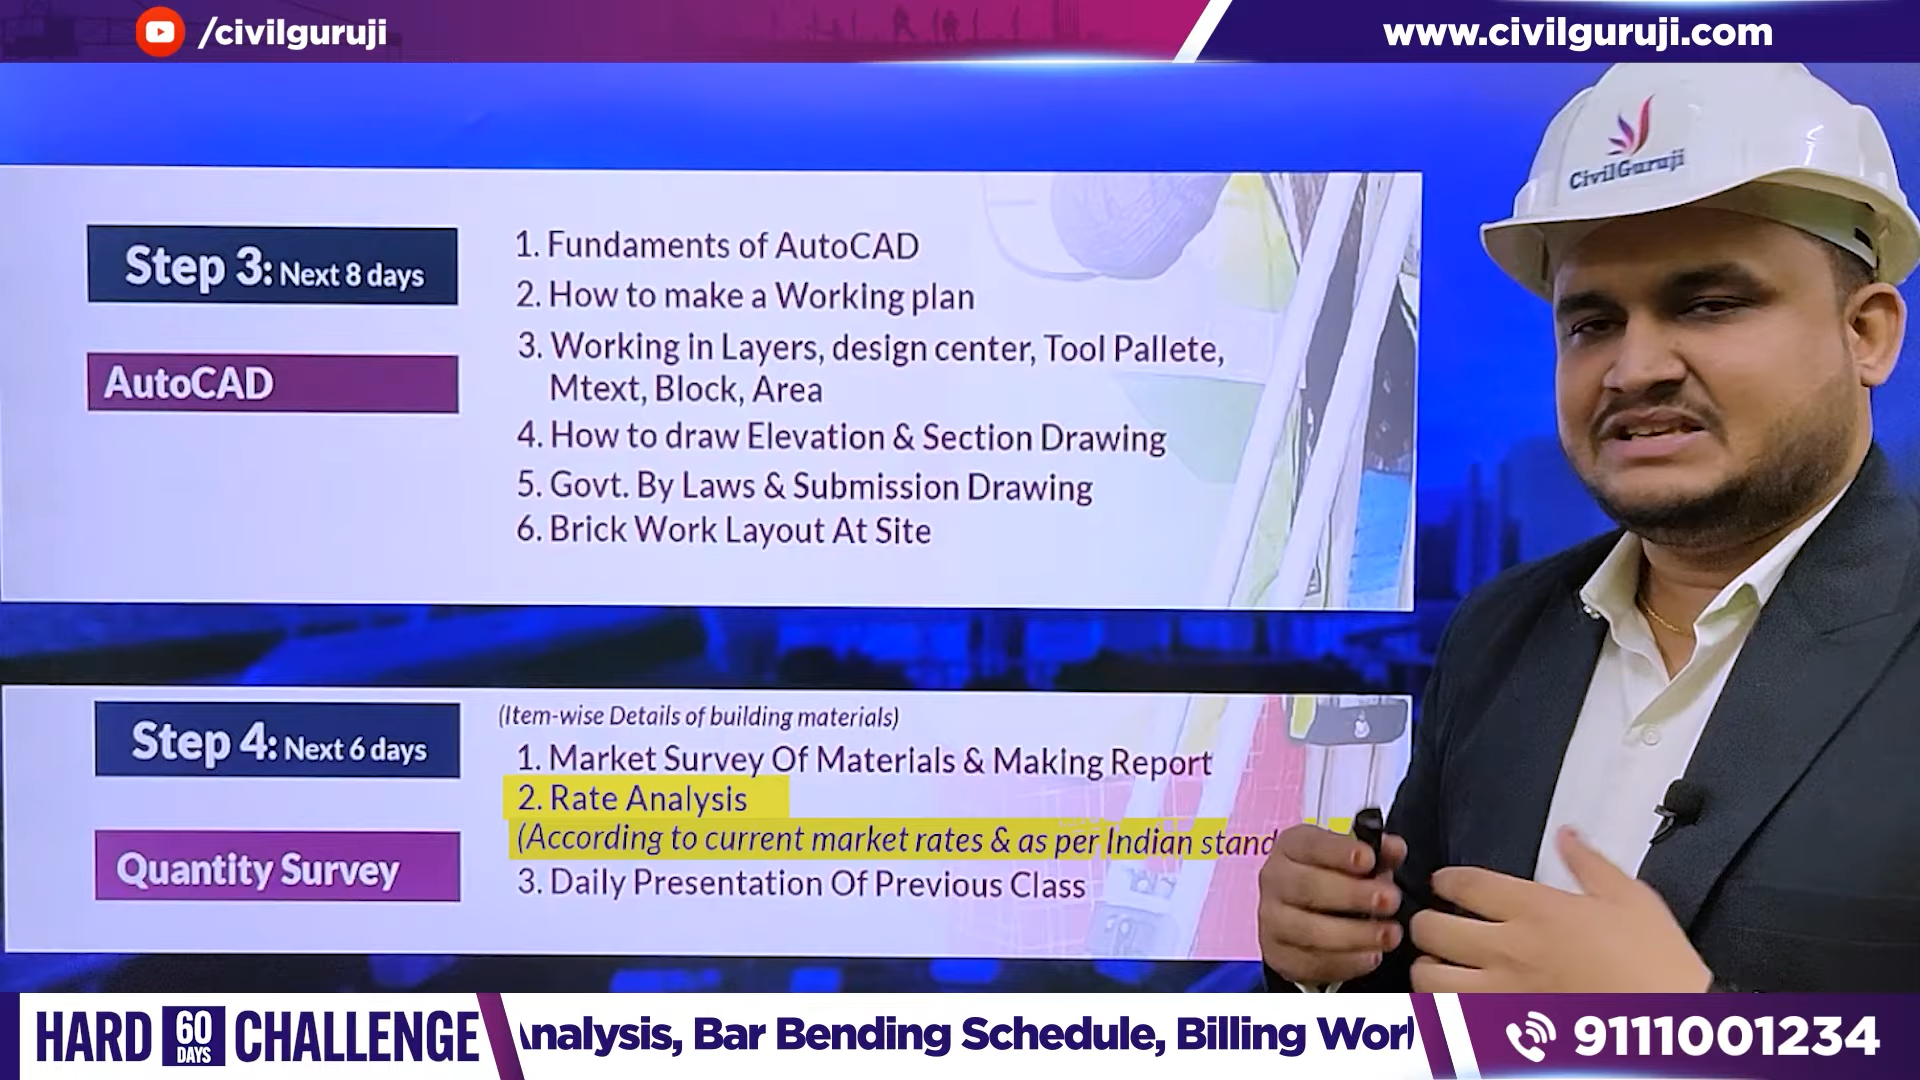 /civilguruji
www.civilguruji.com
CivilGuruji
Step 3: Next 8 days
AutoCAD
1. Fundaments of AutoCAD
2. How to make a Working plan
3. Working in Layers, design center, Tool Pallete,
Mtext, Block, Area
4. How to draw Elevation & Section Drawing
5. Govt. By Laws & Submission Drawing
6. Brick Work Layout At Site
Step 4: Next 6 days
Quantity Survey
(Item-wise Details of building materials)
1. Market Survey Of Materials & Making Report
2. Rate Analysis
(According to current market rates & as per Indian stand
3. Daily Presentation Of Previous Class
HARD 60 DAYS CHALLENGE
nalysis, Bar Bending Schedule, Billing Wor
9111001234